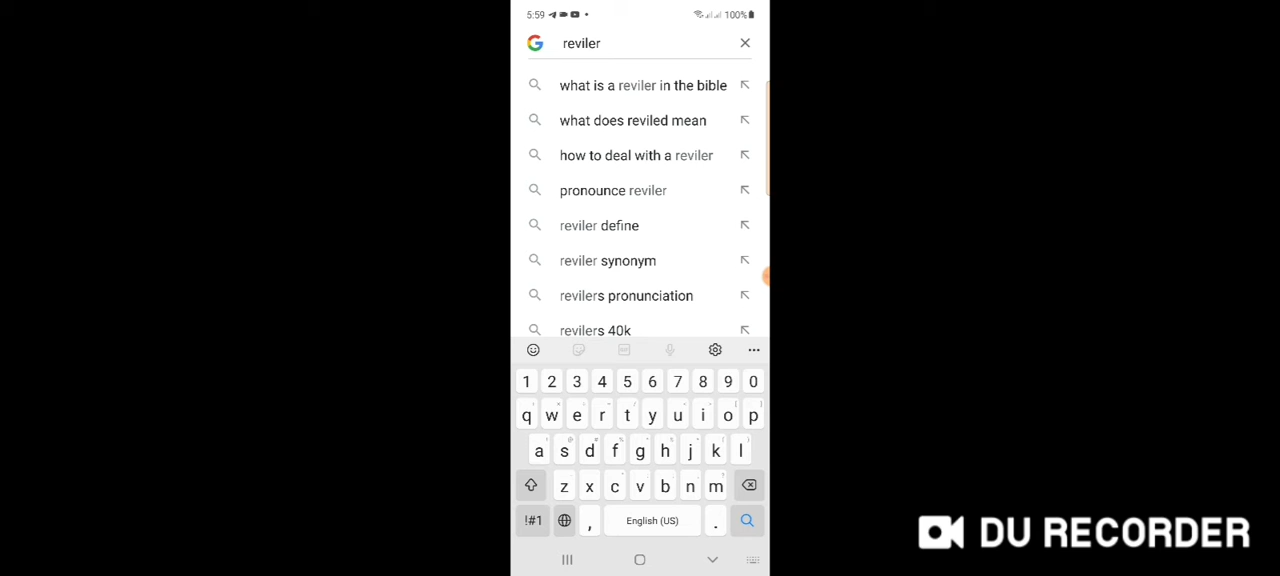 5:59 100%
reviler
what is a reviler in the bible
what does reviled mean
how to deal with a reviler
pronounce reviler
reviler define
reviler synonym
revilers pronunciation
revilers 40k
1 2 3 4 5 6 7 8 9 0
q w e r t y u i o p
a s d f g h j k l
z x c v b n m
!#1 , English (US) .
DU RECORDER